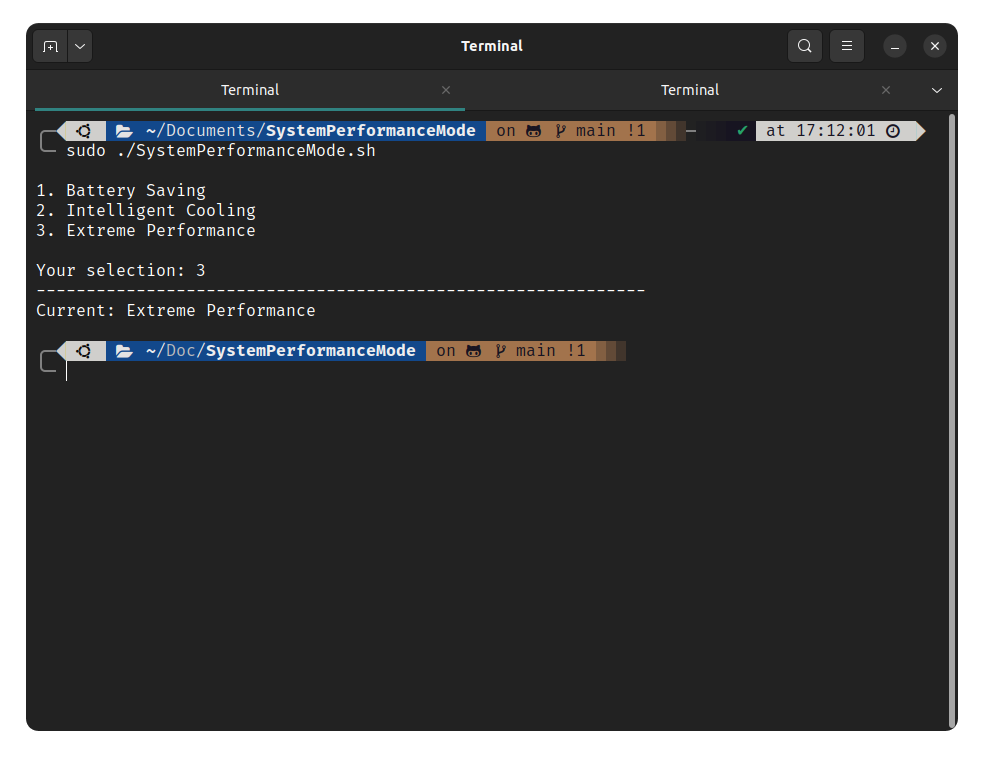 Terminal
Terminal Terminal
~/Documents/SystemPerformanceMode on main !1 ✔ at 17:12:01
sudo ./SystemPerformanceMode.sh
1. Battery Saving
2. Intelligent Cooling
3. Extreme Performance
Your selection: 3
-------------------------------------------------------------
Current: Extreme Performance
~/Doc/SystemPerformanceMode on main !1